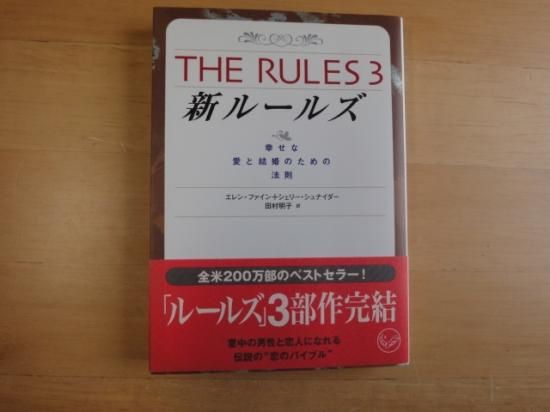 THE RULES 3
新ルールズ
幸せな
愛と結婚のための
法則
エレン・ファイン+シェリー・シュナイダー
田村明子 訳
全米200万部のベストセラー!
「ルールズ」3部作完結
意中の男性と恋人になれる
伝説の“恋のバイブル”